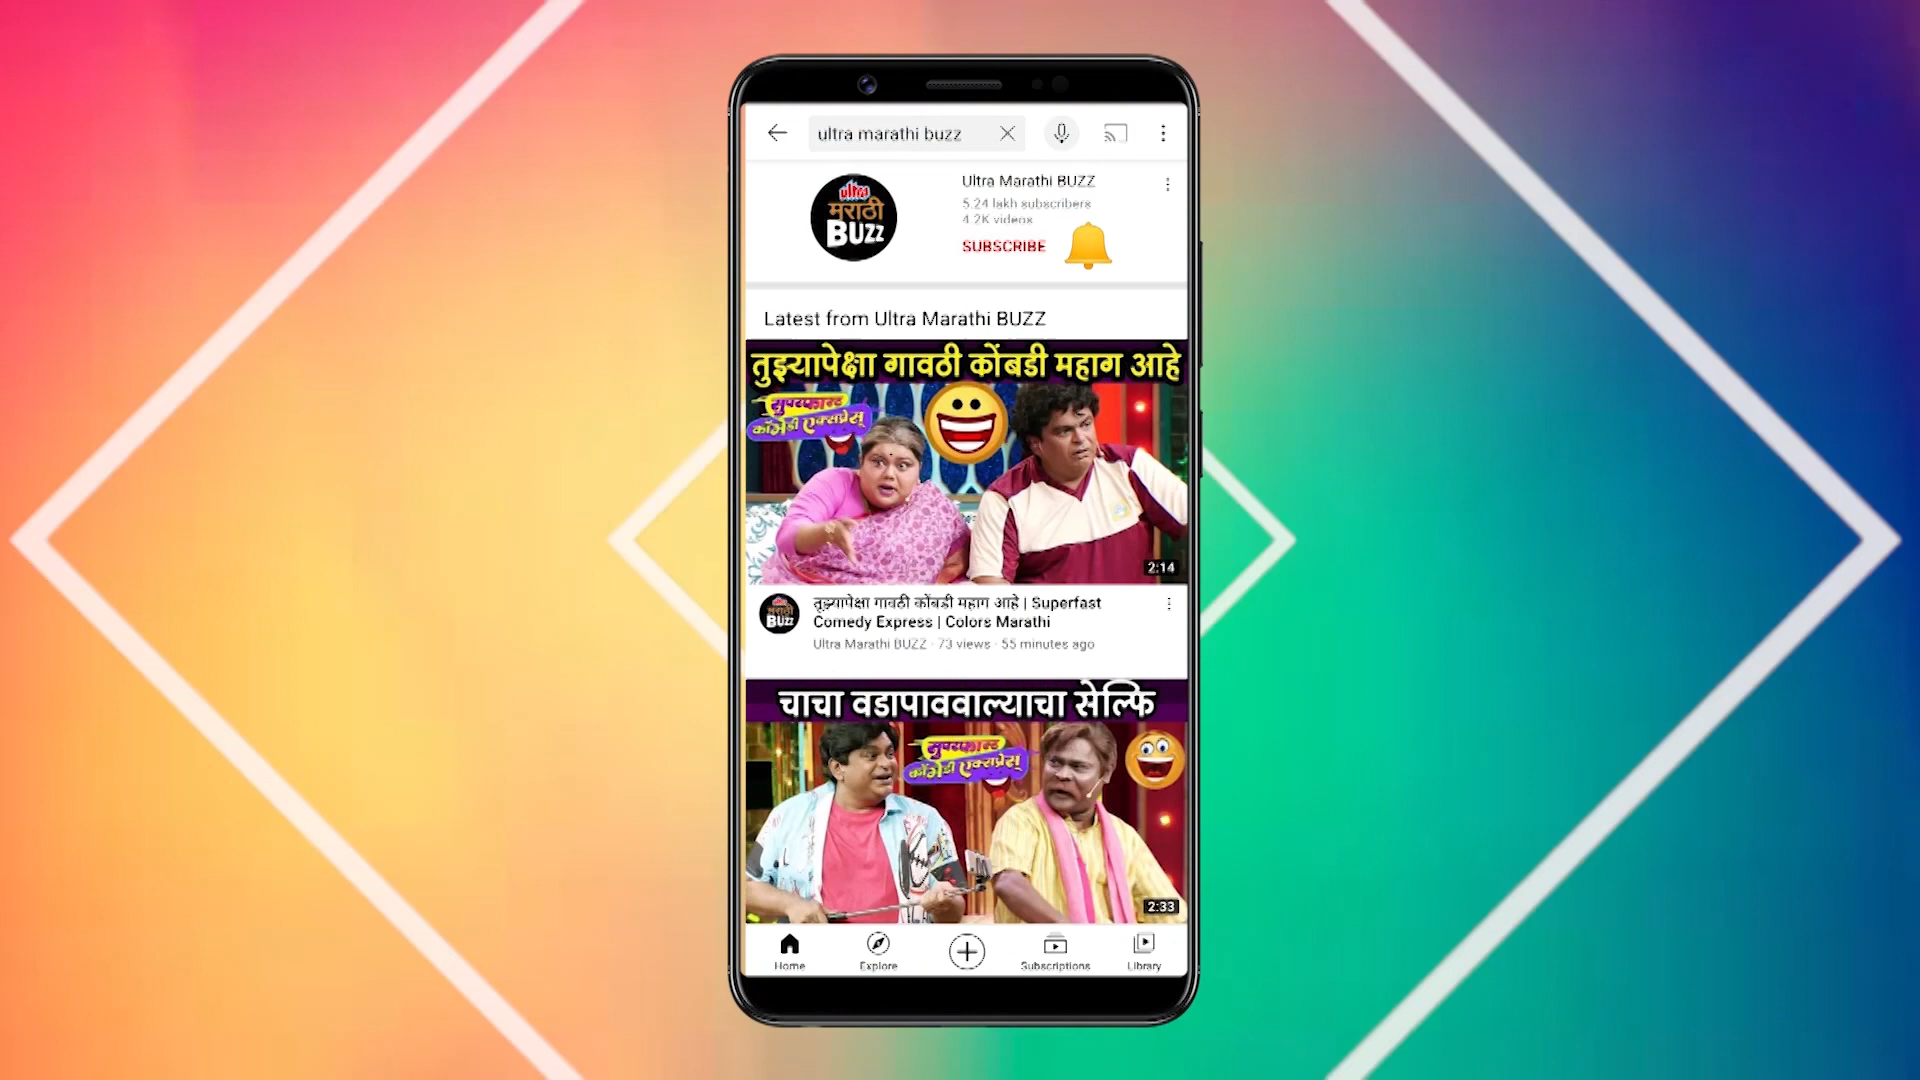 ultra marathi buzz
ultra
मराठी
BUZZ
Ultra Marathi BUZZ
5.24 lakh subscribers
4.2K videos
SUBSCRIBE
Latest from Ultra Marathi BUZZ
तुझ्यापेक्षा गावठी कोंबडी महाग आहे
सुपरफास्ट
कॉमेडी एक्सप्रेस
2:14
ultra
मराठी
BUZZ
तुझ्यापेक्षा गावठी कोंबडी महाग आहे | Superfast
Comedy Express | Colors Marathi
Ultra Marathi BUZZ · 73 views · 55 minutes ago
चाचा वडापाववाल्याचा सेल्फि
सुपरफास्ट
कॉमेडी एक्सप्रेस
2:33
Home
Explore
Subscriptions
Library